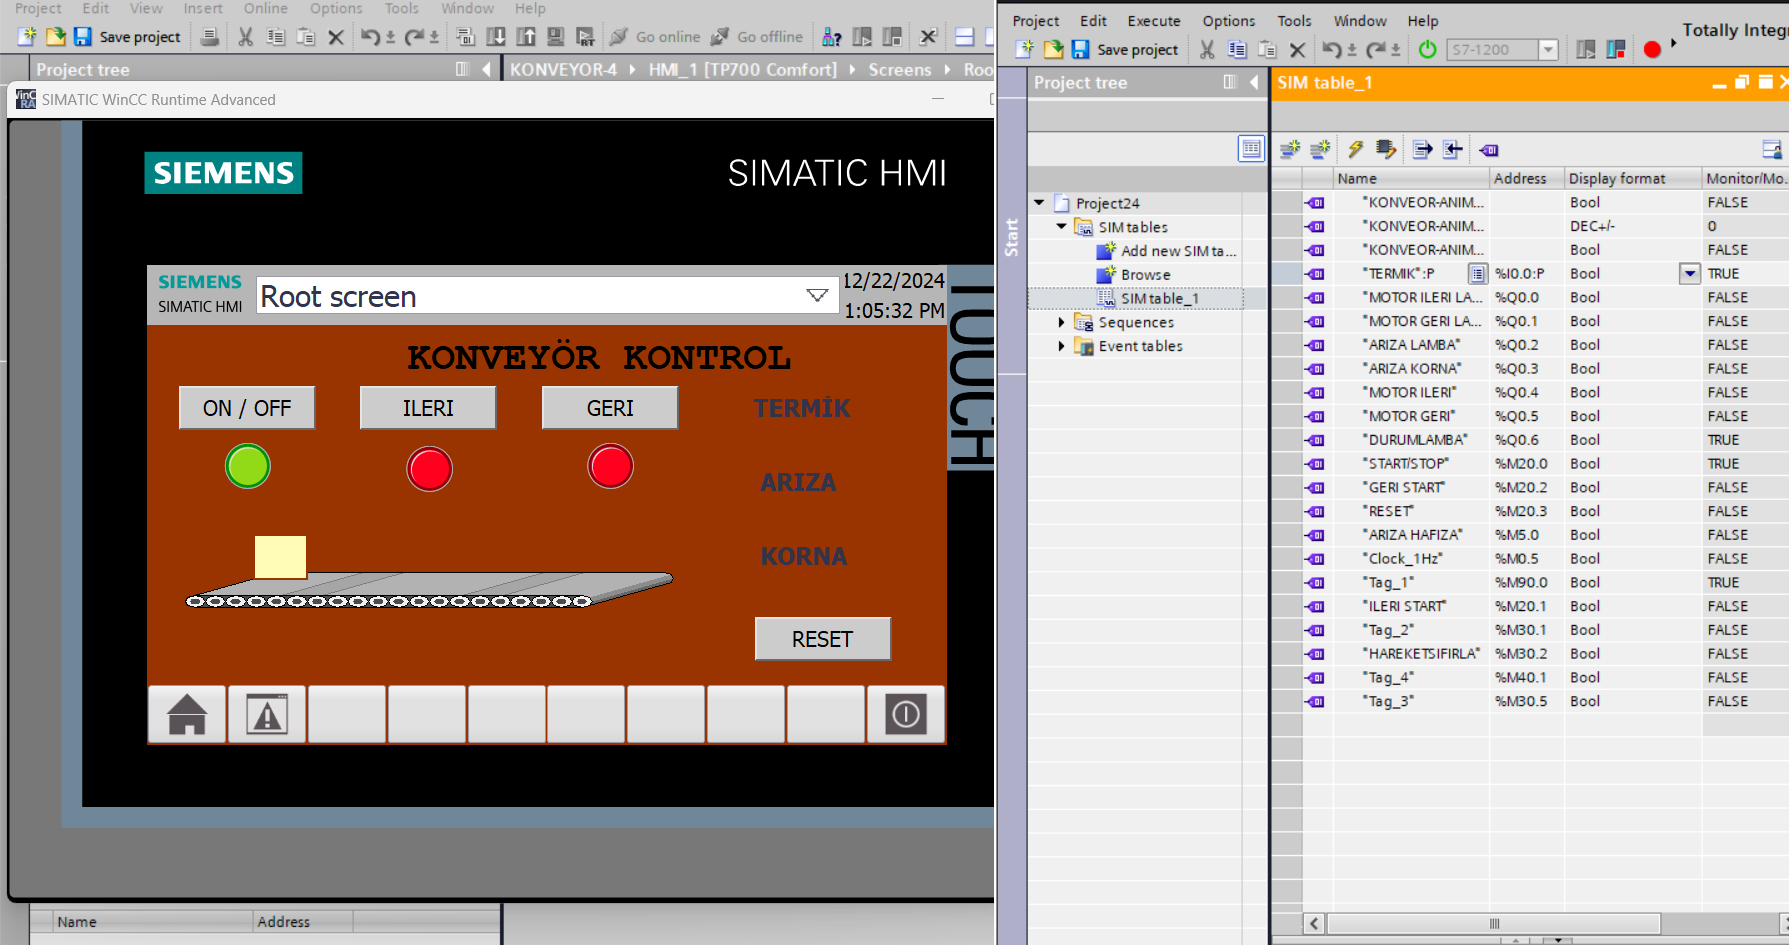 Project Edit View Insert Online Options Tools Window Help
Save project
Go online
Go offline
Project tree
KONVEYOR-4
HMI_1 [TP700 Comfort]
Screens
Roo
SIMATIC WinCC Runtime Advanced
SIEMENS
SIMATIC HMI
SIEMENS
SIMATIC HMI
Root screen
12/22/2024
1:05:32 PM
TOUCH
KONVEYÖR KONTROL
ON / OFF
ILERI
GERI
TERMİK
ARIZA
KORNA
RESET
Name Address
Project Edit Execute Options Tools Window Help
Totally Integ
Save project
S7-1200
Project tree
SIM table_1
Start
Project24
SIM tables
Add new SIM ta...
Browse
SIM table_1
Sequences
Event tables
Name Address Display format Monitor/Mo...
"KONVEOR-ANIM... Bool FALSE
"KONVEOR-ANIM... DEC+/- 0
"KONVEOR-ANIM... Bool FALSE
"TERMIK":P %I0.0:P Bool TRUE
"MOTOR ILERI LA... %Q0.0 Bool FALSE
"MOTOR GERI LA... %Q0.1 Bool FALSE
"ARIZA LAMBA" %Q0.2 Bool FALSE
"ARIZA KORNA" %Q0.3 Bool FALSE
"MOTOR ILERI" %Q0.4 Bool FALSE
"MOTOR GERI" %Q0.5 Bool FALSE
"DURUMLAMBA" %Q0.6 Bool TRUE
"START/STOP" %M20.0 Bool TRUE
"GERI START" %M20.2 Bool FALSE
"RESET" %M20.3 Bool FALSE
"ARIZA HAFIZA" %M5.0 Bool FALSE
"Clock_1Hz" %M0.5 Bool FALSE
"Tag_1" %M90.0 Bool TRUE
"ILERI START" %M20.1 Bool FALSE
"Tag_2" %M30.1 Bool FALSE
"HAREKETSIFIRLA" %M30.2 Bool FALSE
"Tag_4" %M40.1 Bool FALSE
"Tag_3" %M30.5 Bool FALSE